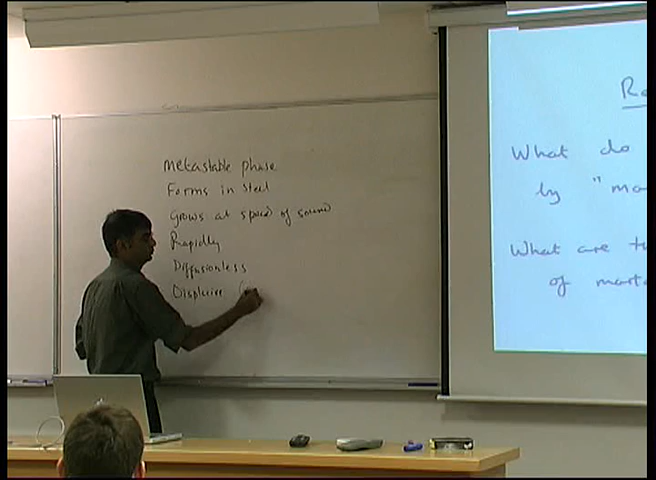 Metastable phase
Forms in steel
Grows at speed of sound
Rapidly
Diffusionless
Displacive (
What do
by "ma
What are t
of mart